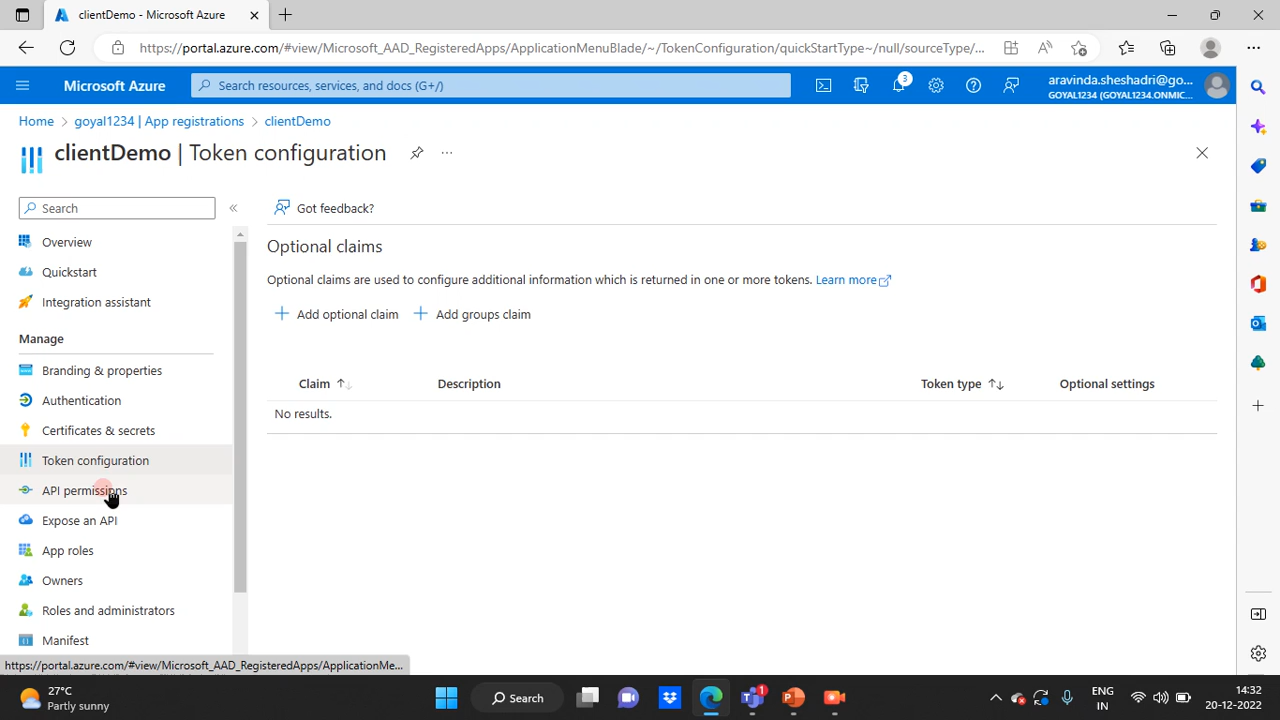 clientDemo - Microsoft Azure
https://portal.azure.com/#view/Microsoft_AAD_RegisteredApps/ApplicationMenuBlade/~/TokenConfiguration/quickStartType~/null/sourceType/...
Microsoft Azure
Search resources, services, and docs (G+/)
3
aravinda.sheshadri@go...
GOYAL1234 (GOYAL1234.ONMIC...
Home > goyal1234 | App registrations > clientDemo
clientDemo | Token configuration
Search
«
Got feedback?
Overview
Quickstart
Integration assistant
Manage
Branding & properties
Authentication
Certificates & secrets
Token configuration
API permissions
Expose an API
App roles
Owners
Roles and administrators
Manifest
Optional claims
Optional claims are used to configure additional information which is returned in one or more tokens. Learn more
Add optional claim
Add groups claim
Claim
Description
Token type
Optional settings
No results.
https://portal.azure.com/#view/Microsoft_AAD_RegisteredApps/ApplicationMe...
27°C
Partly sunny
Search
1
ENG
IN
14:32
20-12-2022